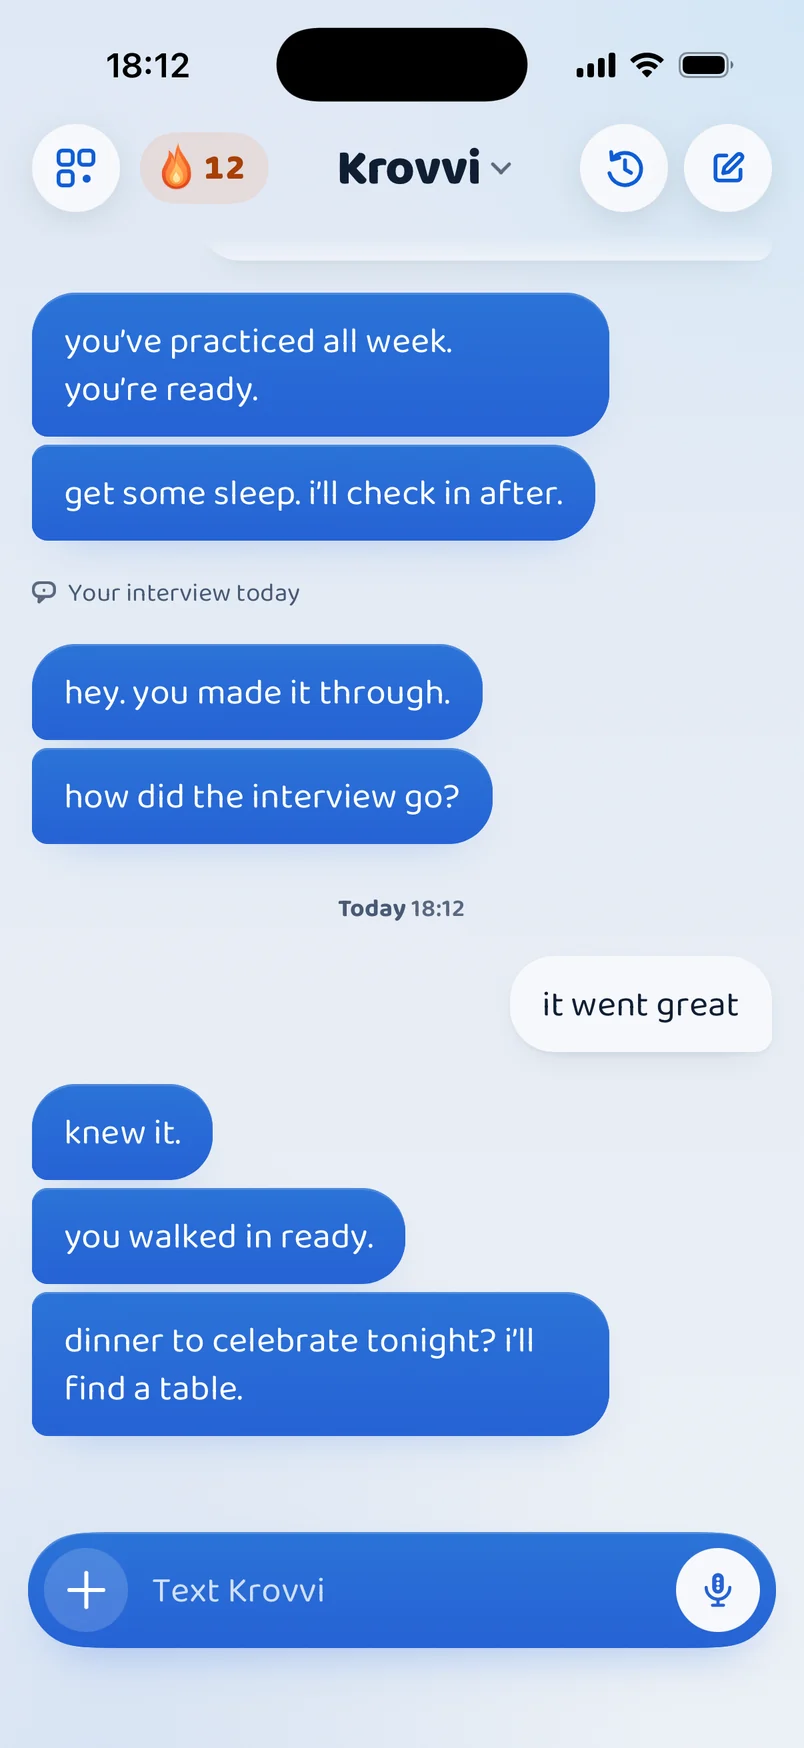 18:12
🔥 12
Krovvi
you’ve practiced all week.
you’re ready.
get some sleep. i’ll check in after.
Your interview today
hey. you made it through.
how did the interview go?
Today 18:12
it went great
knew it.
you walked in ready.
dinner to celebrate tonight? i’ll
find a table.
Text Krovvi